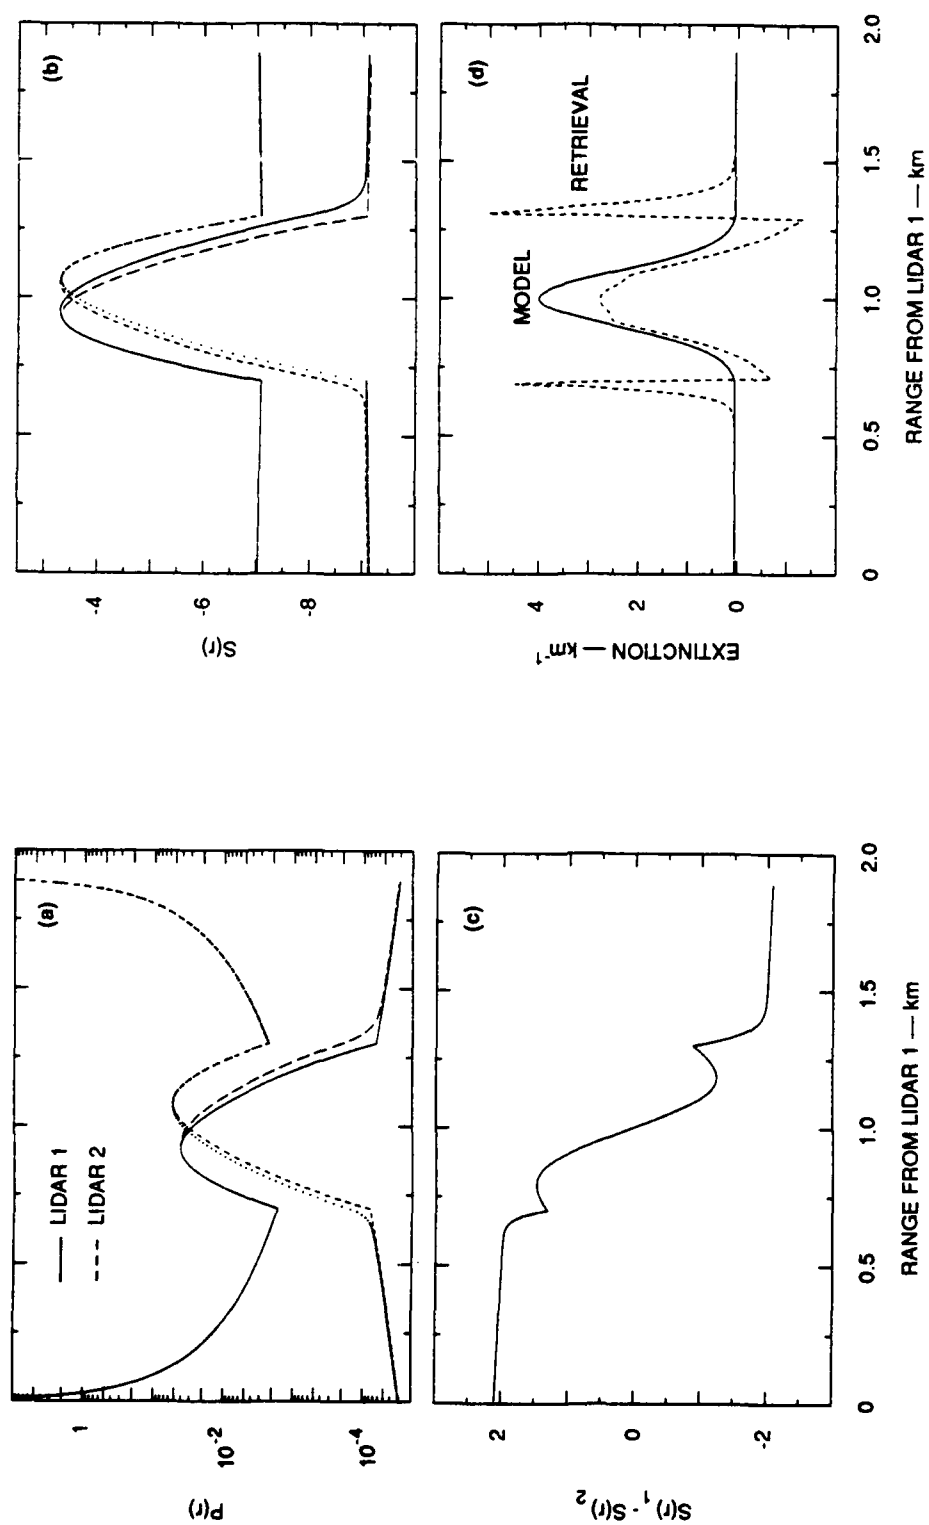 (a)
LIDAR 1
LIDAR 2
1
10-2
10-4
P(r)
(b)
-4
-6
-8
S(r)
(c)
2
0
-2
S(r)1 - S(r)2
0
0.5
1.0
1.5
2.0
RANGE FROM LIDAR 1 — km
(d)
MODEL
RETRIEVAL
4
2
0
EXTINCTION — km-1
0
0.5
1.0
1.5
2.0
RANGE FROM LIDAR 1 — km